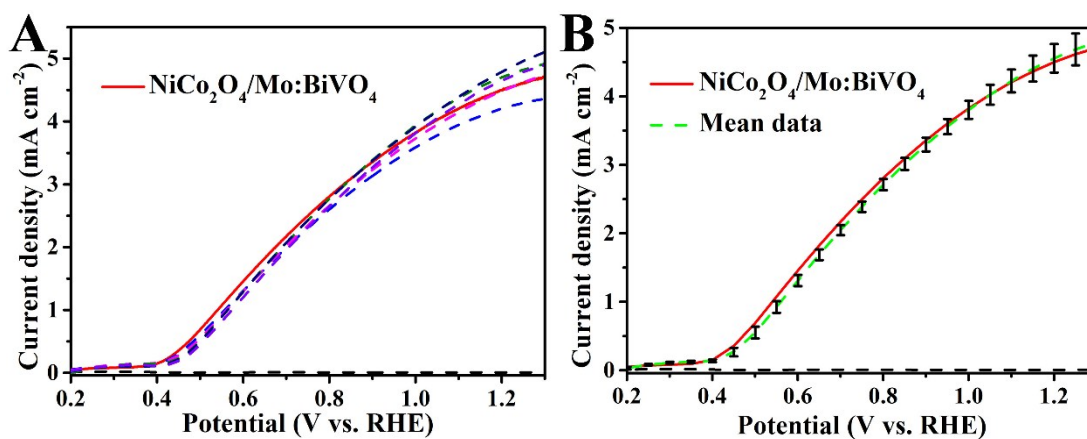 A
NiCo₂O₄/Mo:BiVO₄
Current density (mA cm⁻²)
5
4
3
2
1
0
0.2 0.4 0.6 0.8 1.0 1.2
Potential (V vs. RHE)
B
NiCo₂O₄/Mo:BiVO₄
Mean data
Current density (mA cm⁻²)
5
4
3
2
1
0
0.2 0.4 0.6 0.8 1.0 1.2
Potential (V vs. RHE)